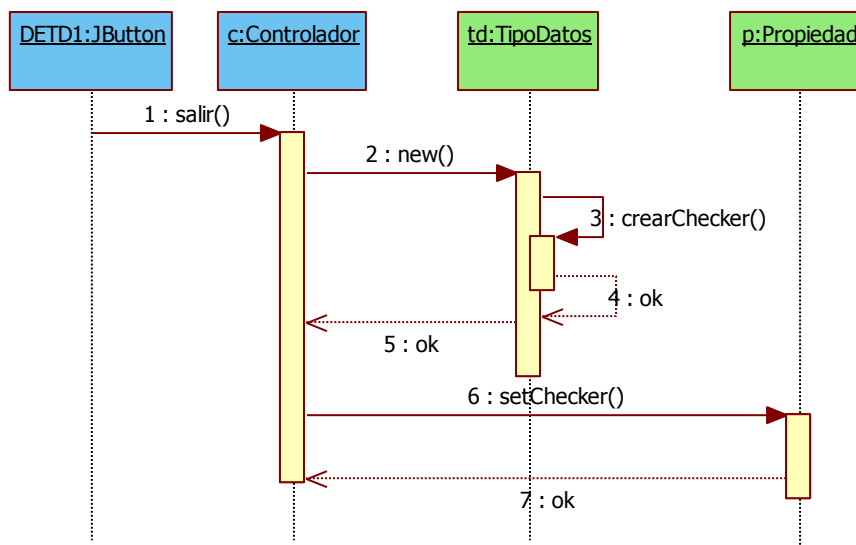 DETD1:JButton
c:Controlador
td:TipoDatos
p:Propiedad
1 : salir()
2 : new()
3 : crearChecker()
4 : ok
5 : ok
6 : setChecker()
7 : ok